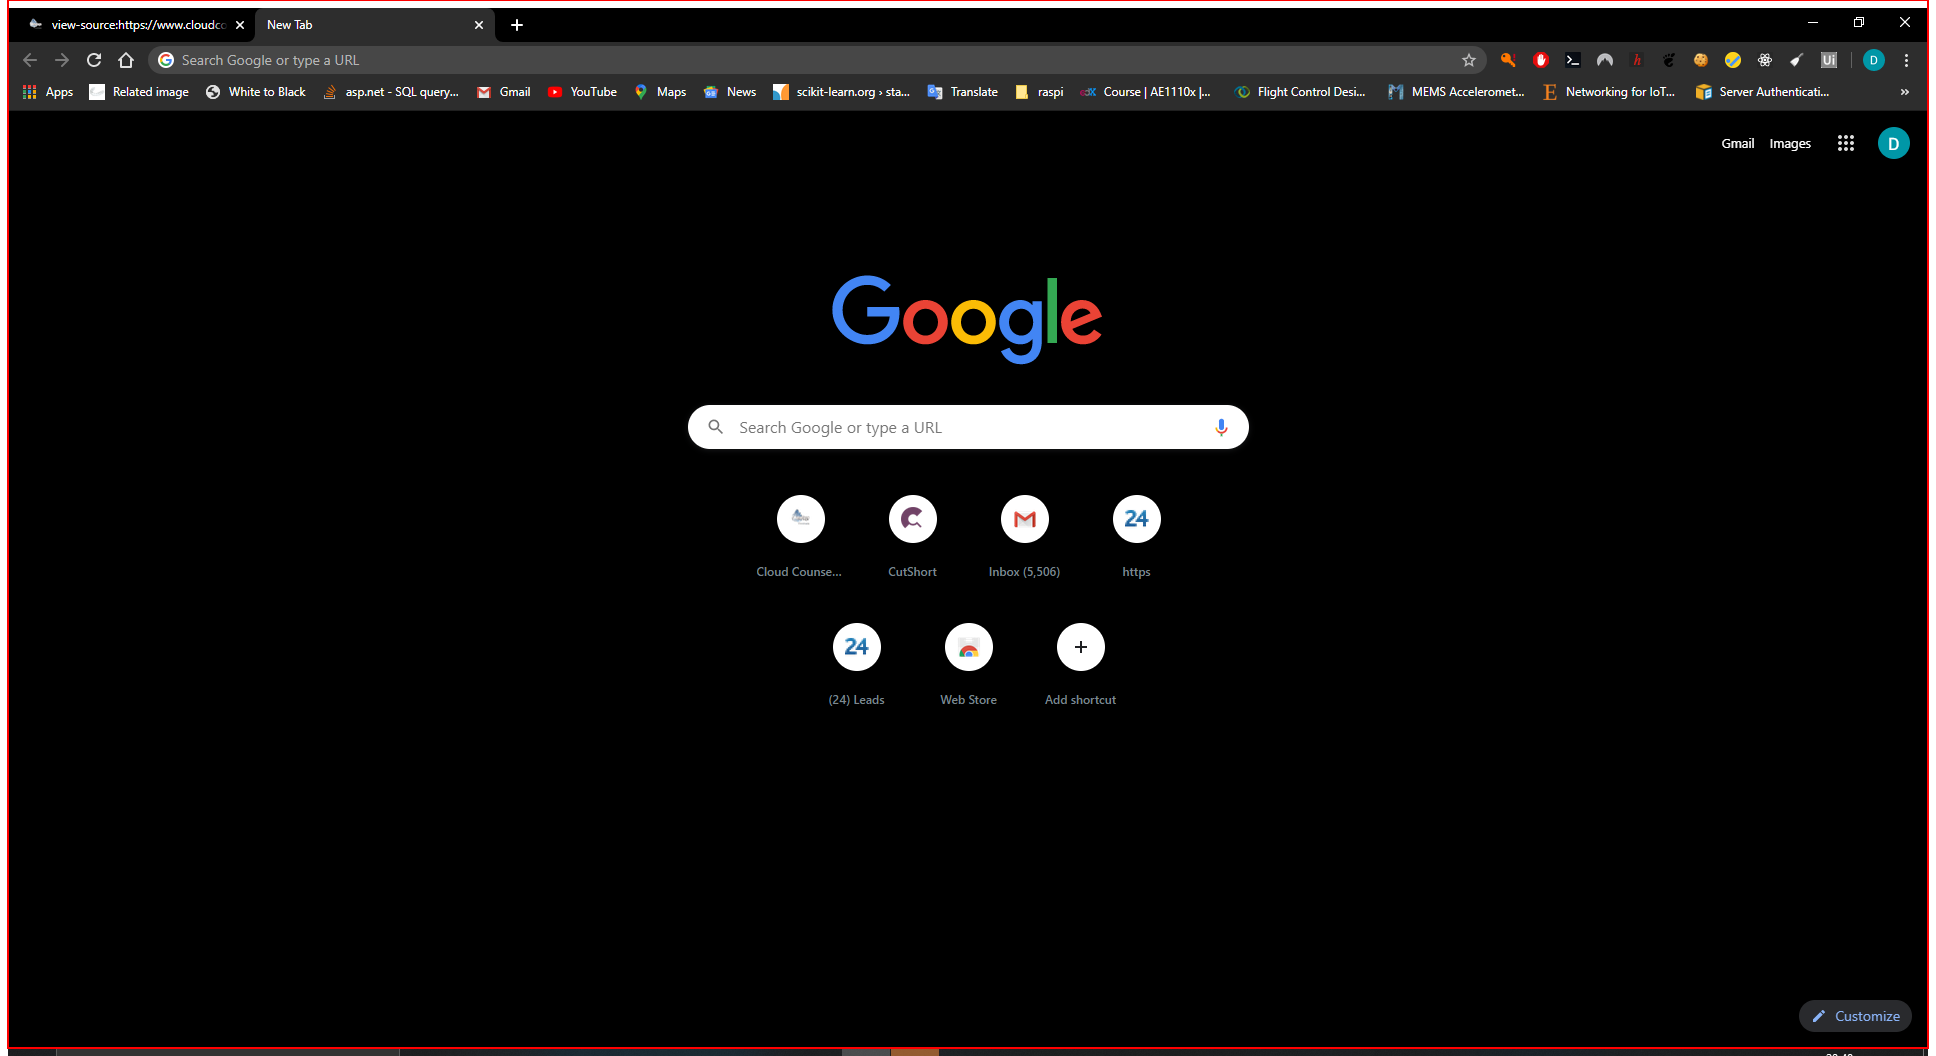 view-source:https://www.cloudco
New Tab
Search Google or type a URL
Ui
D
Apps
Related image
White to Black
asp.net - SQL query...
Gmail
YouTube
Maps
News
scikit-learn.org › sta...
Translate
raspi
Course | AE1110x |...
Flight Control Desi...
MEMS Acceleromet...
Networking for IoT...
Server Authenticati...
»
Gmail
Images
D
Google
Search Google or type a URL
24
Cloud Counse...
CutShort
Inbox (5,506)
https
24
(24) Leads
Web Store
Add shortcut
Customize